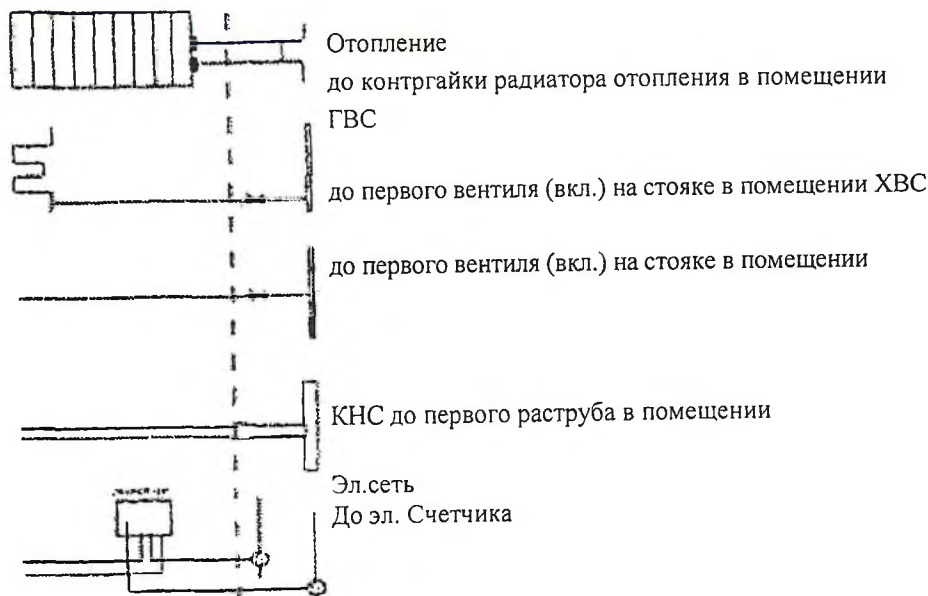 Отопление
до контргайки радиатора отопления в помещении
ГВС
до первого вентиля (вкл.) на стояке в помещении ХВС
до первого вентиля (вкл.) на стояке в помещении
КНС до первого раструба в помещении
Эл.сеть
До эл. Счетчика